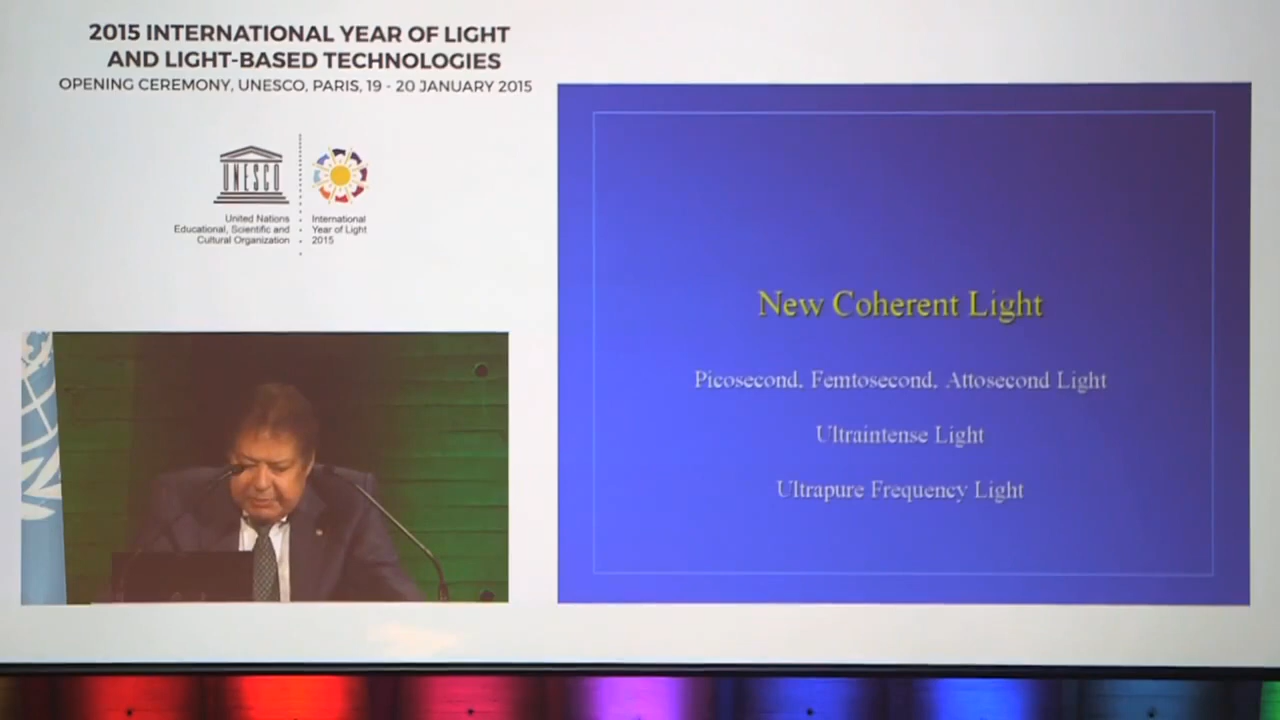 2015 INTERNATIONAL YEAR OF LIGHT
AND LIGHT-BASED TECHNOLOGIES
OPENING CEREMONY, UNESCO, PARIS, 19 - 20 JANUARY 2015
UNESCO
United Nations
Educational, Scientific and
Cultural Organization
International
Year of Light
2015
New Coherent Light
Picosecond, Femtosecond, Attosecond Light
Ultraintense Light
Ultrapure Frequency Light